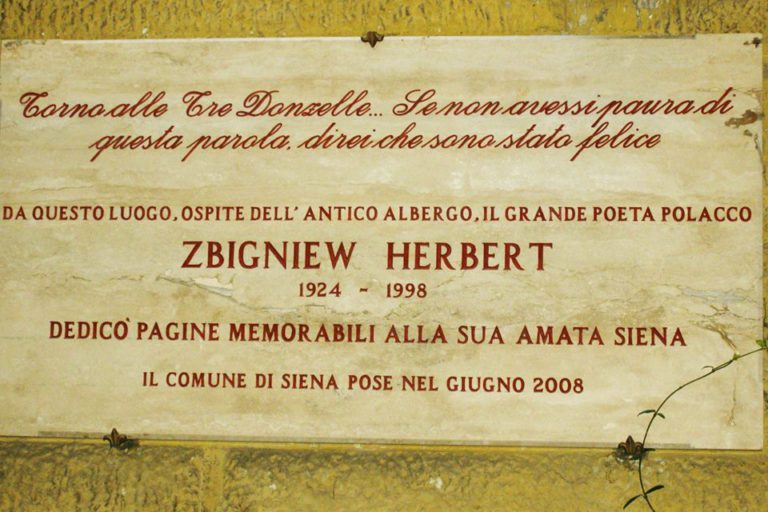 Torno alle Tre Donzelle... Se non avessi paura di
questa parola, direi che sono stato felice
DA QUESTO LUOGO, OSPITE DELL' ANTICO ALBERGO, IL GRANDE POETA POLACCO
ZBIGNIEW HERBERT
1924 - 1998
DEDICÒ PAGINE MEMORABILI ALLA SUA AMATA SIENA
IL COMUNE DI SIENA POSE NEL GIUGNO 2008